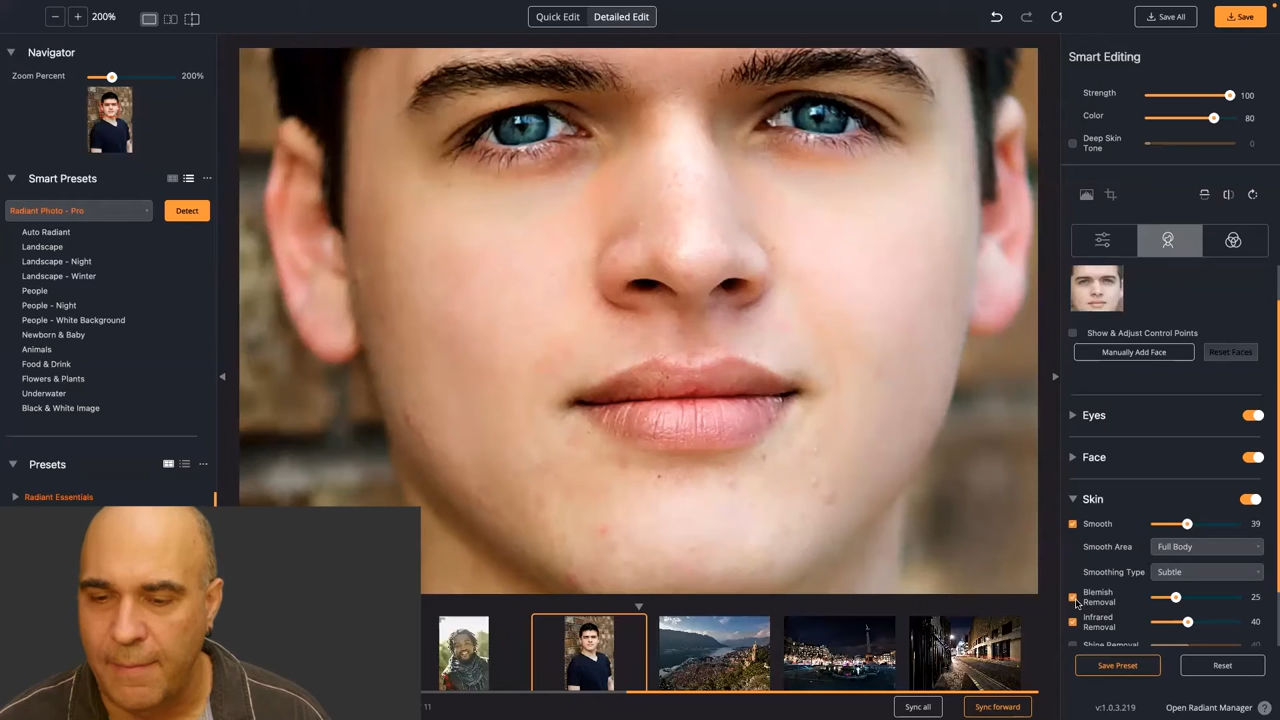 200%
Quick Edit
Detailed Edit
Save All
Save
Navigator
Zoom Percent
200%
Smart Presets
Radiant Photo - Pro
Detect
Auto Radiant
Landscape
Landscape - Night
Landscape - Winter
People
People - Night
People - White Background
Newborn & Baby
Animals
Food & Drink
Flowers & Plants
Underwater
Black & White Image
Presets
Radiant Essentials
Smart Editing
Strength
100
Color
80
Deep Skin
Tone
0
Show & Adjust Control Points
Manually Add Face
Reset Faces
Eyes
Face
Skin
Smooth
39
Smooth Area
Full Body
Smoothing Type
Subtle
Blemish
Removal
25
Infrared
Removal
40
Shine Removal
40
Save Preset
Reset
11
Sync all
Sync forward
v:1.0.3.219
Open Radiant Manager
?